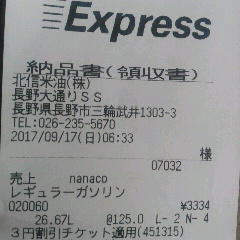 Express
納品書(領収書)
北信米油(株)
長野大通りSS
長野県長野市三輪武井1303-3
TEL:026-235-5670
2017/09/17(日)06:33
様
07032
売上 nanaco
レギュラーガソリン
020060 ¥3334
26.67L @125.0 L-2 N-4
3円割引チケット適用(451315)